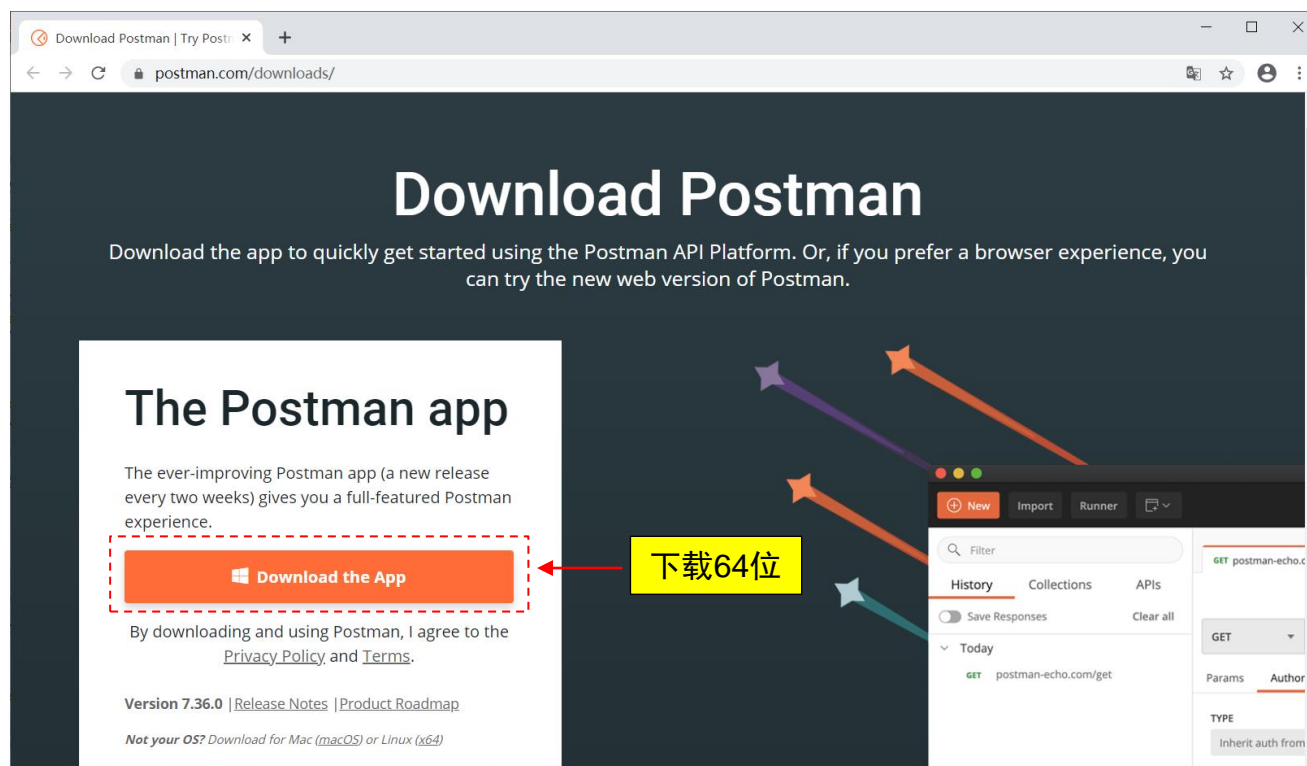 Download Postman | Try Postn
postman.com/downloads/
Download Postman
Download the app to quickly get started using the Postman API Platform. Or, if you prefer a browser experience, you
can try the new web version of Postman.
The Postman app
The ever-improving Postman app (a new release
every two weeks) gives you a full-featured Postman
experience.
Download the App
下载64位
By downloading and using Postman, I agree to the
Privacy Policy and Terms.
Version 7.36.0 | Release Notes | Product Roadmap
Not your OS? Download for Mac (macOS) or Linux (x64)
New Import Runner
Filter
History Collections APIs
Save Responses Clear all
Today
GET postman-echo.com/get
GET postman-echo.c
GET
Params Author
TYPE
Inherit auth from